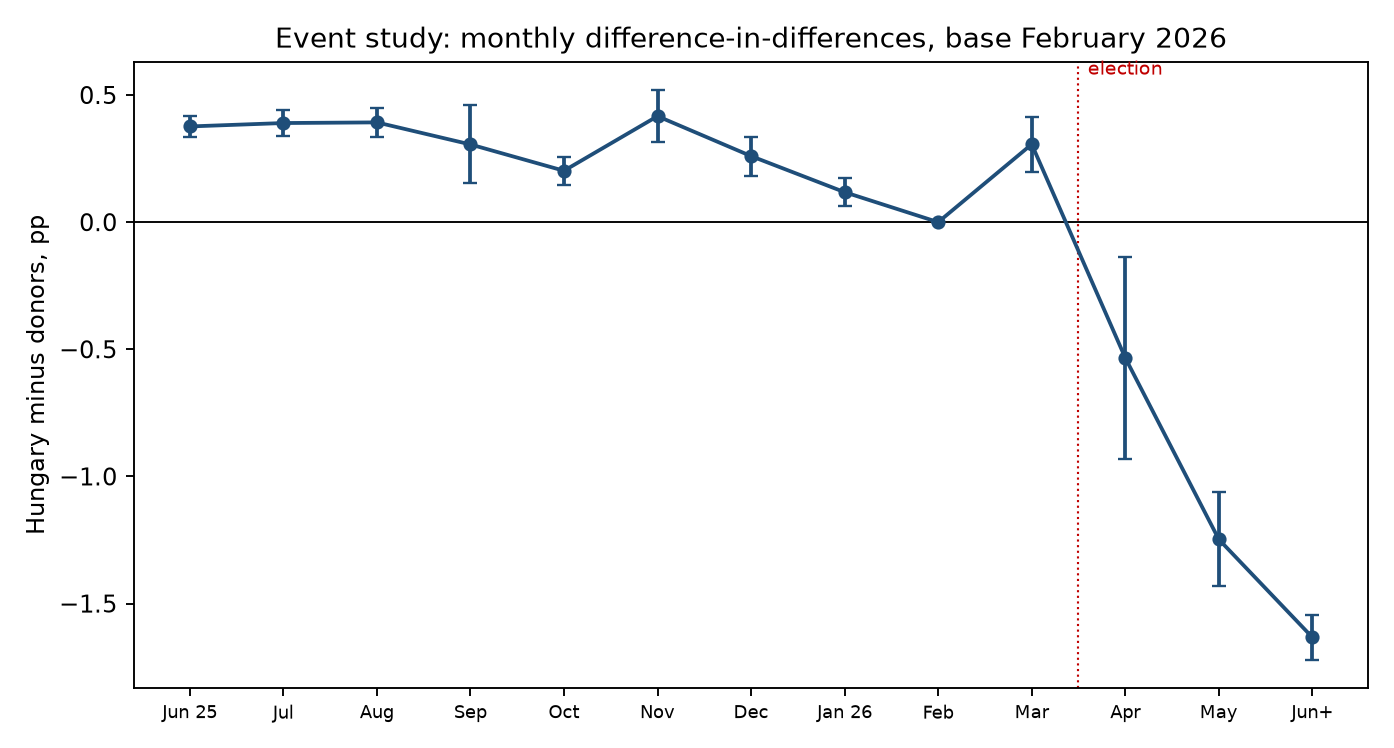 Event study: monthly difference-in-differences, base February 2026
election
Hungary minus donors, pp
0.5
0.0
−0.5
−1.0
−1.5
Jun 25 Jul Aug Sep Oct Nov Dec Jan 26 Feb Mar Apr May Jun+